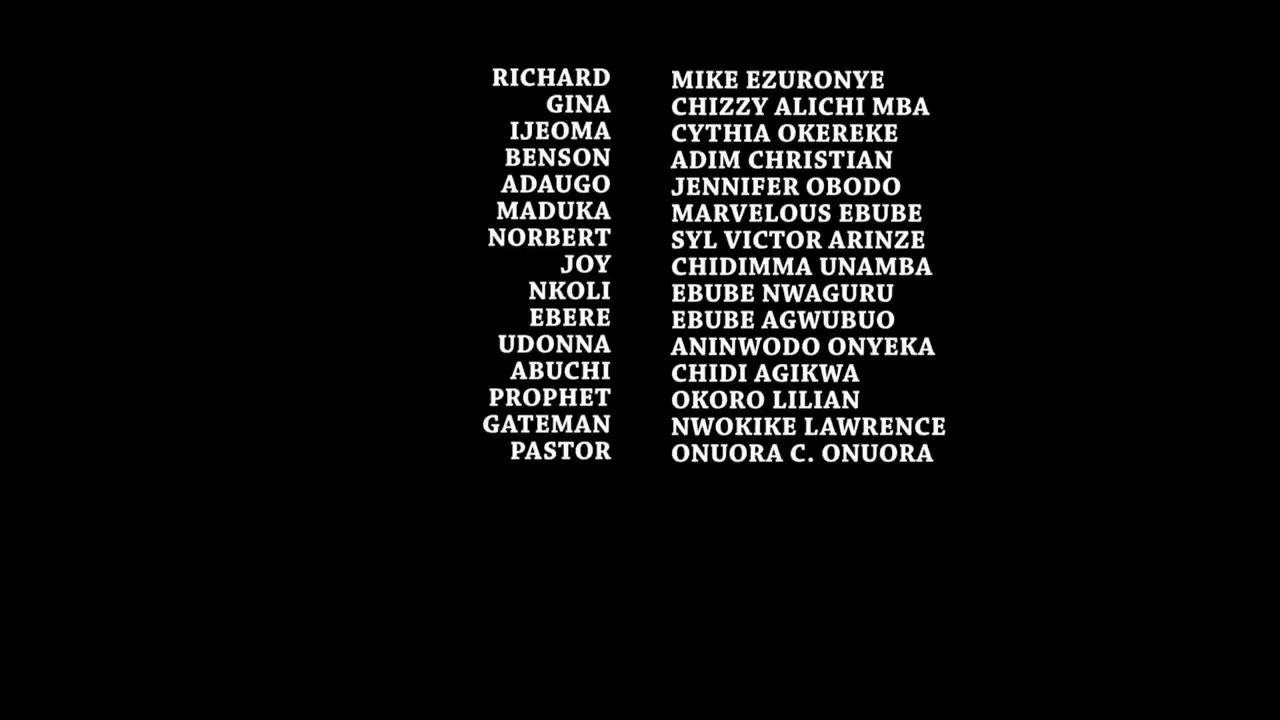 RICHARD MIKE EZURONYE
GINA CHIZZY ALICHI MBA
IJEOMA CYTHIA OKEREKE
BENSON ADIM CHRISTIAN
ADAUGO JENNIFER OBODO
MADUKA MARVELOUS EBUBE
NORBERT SYL VICTOR ARINZE
JOY CHIDIMMA UNAMBA
NKOLI EBUBE NWAGURU
EBERE EBUBE AGWUBUO
UDONNA ANINWODO ONYEKA
ABUCHI CHIDI AGIKWA
PROPHET OKORO LILIAN
GATEMAN NWOKIKE LAWRENCE
PASTOR ONUORA C. ONUORA